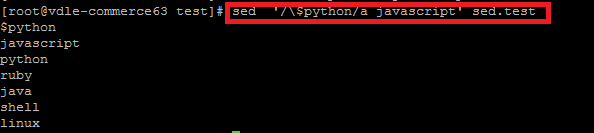 [root@vdle-commerce63 test]# sed  '/\$python/a javascript' sed.test
$python
javascript
python
ruby
java
shell
linux